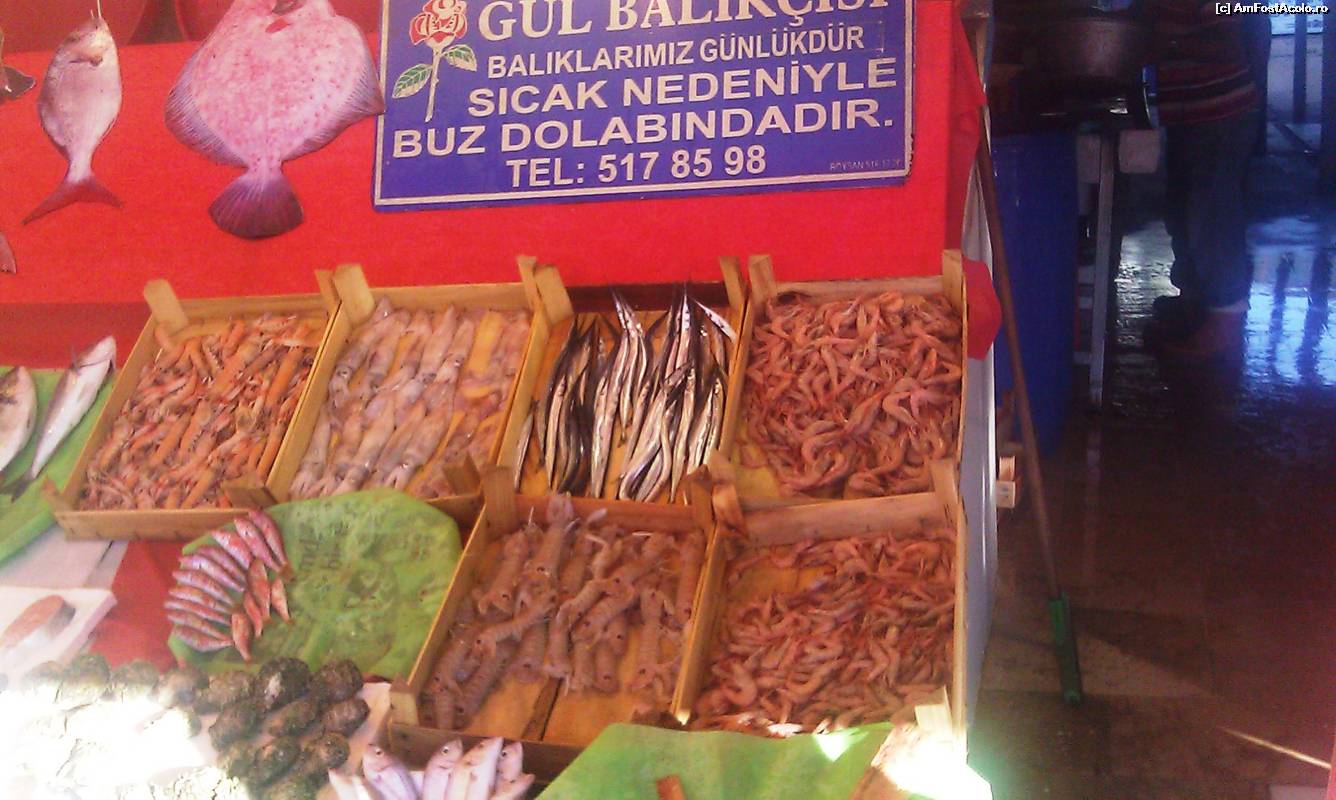 [c] AmFostAcolo.ro
GÜL BALIKÇISI
BALIKLARIMIZ GÜNLÜKDÜR
SICAK NEDENİYLE
BUZ DOLABINDADIR.
TEL: 517 85 98